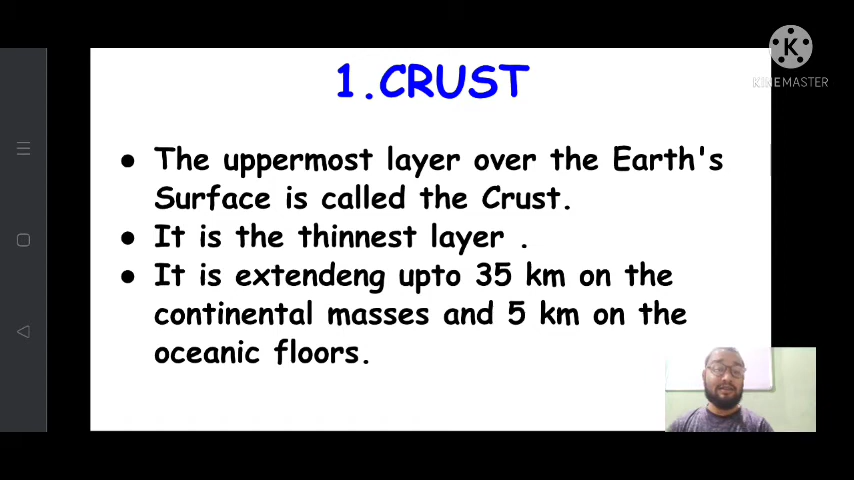 1.CRUST
K
KINEMASTER
● The uppermost layer over the Earth's
Surface is called the Crust.
● It is the thinnest layer .
● It is extendeng upto 35 km on the
continental masses and 5 km on the
oceanic floors.